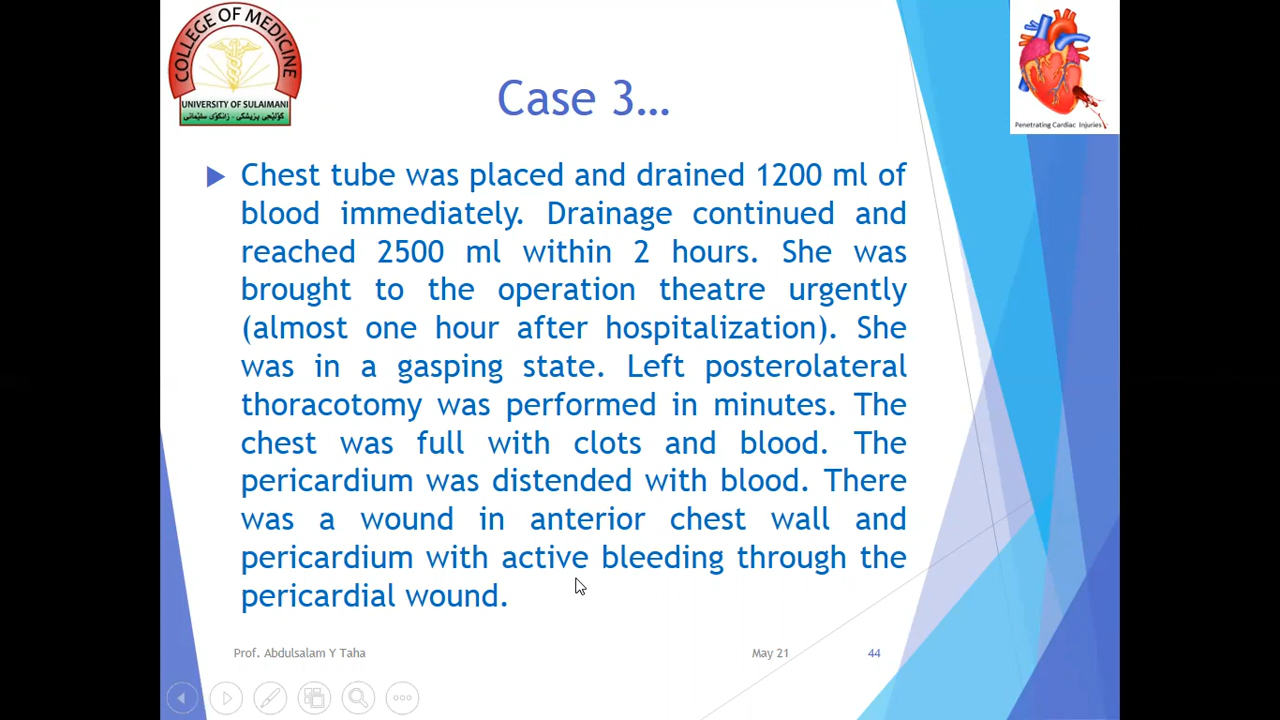 COLLEGE OF MEDICINE
UNIVERSITY OF SULAIMANI
کۆلێجی پزیشکی - زانکۆی سلێمانی
Penetrating Cardiac Injuries
Case 3...
Chest tube was placed and drained 1200 ml of
blood immediately. Drainage continued and
reached 2500 ml within 2 hours. She was
brought to the operation theatre urgently
(almost one hour after hospitalization). She
was in a gasping state. Left posterolateral
thoracotomy was performed in minutes. The
chest was full with clots and blood. The
pericardium was distended with blood. There
was a wound in anterior chest wall and
pericardium with active bleeding through the
pericardial wound.
Prof. Abdulsalam Y Taha
May 21
44